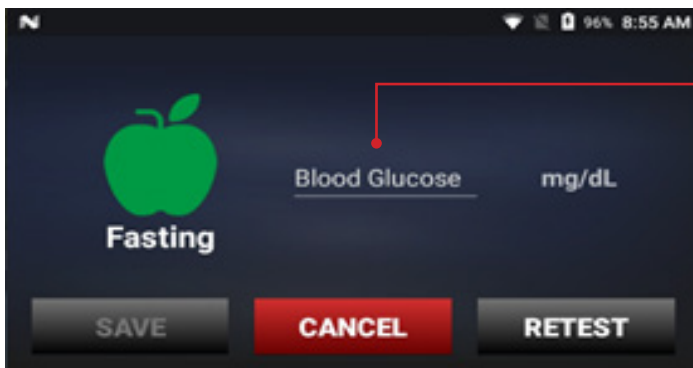 96% 8:55 AM
Blood Glucose mg/dL
Fasting
SAVE CANCEL RETEST